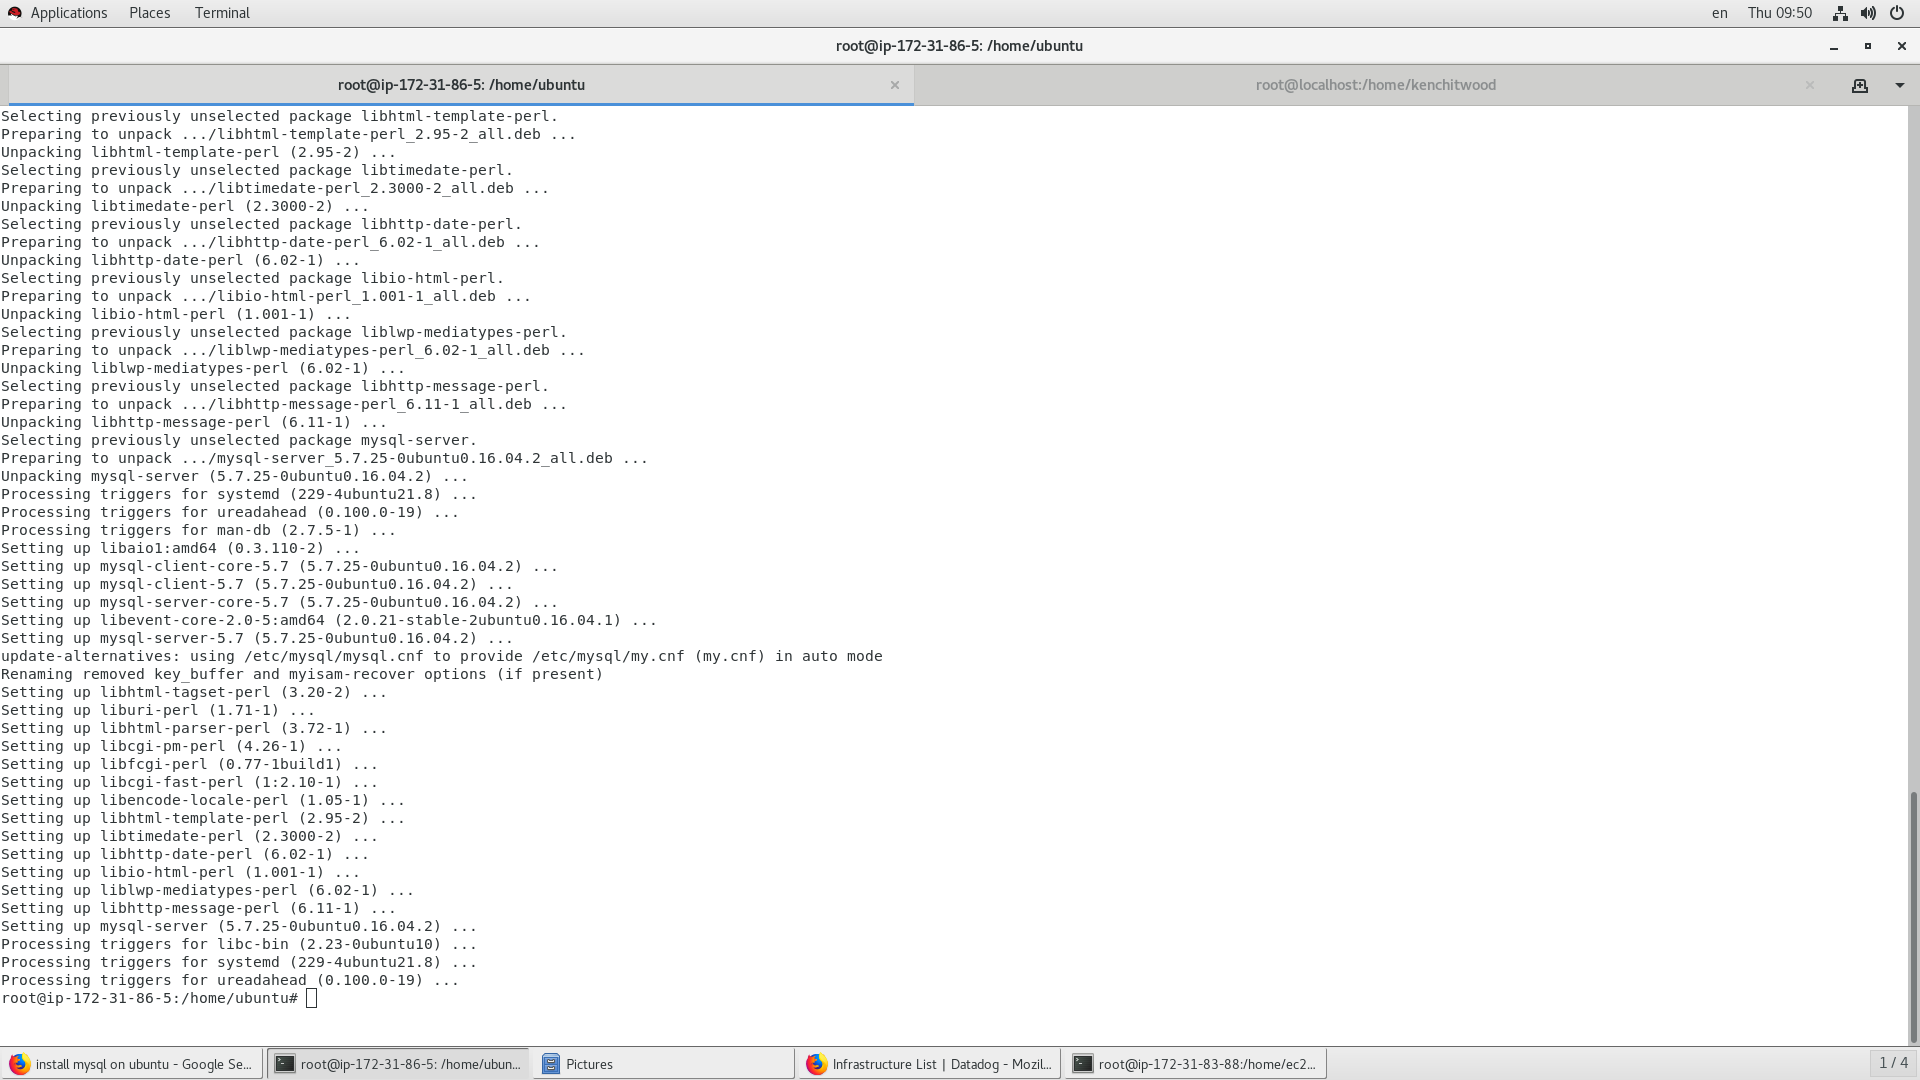 Applications Places Terminal en Thu 09:50
root@ip-172-31-86-5: /home/ubuntu
root@ip-172-31-86-5: /home/ubuntu root@localhost:/home/kenchitwood
Selecting previously unselected package libhtml-template-perl.
Preparing to unpack .../libhtml-template-perl_2.95-2_all.deb ...
Unpacking libhtml-template-perl (2.95-2) ...
Selecting previously unselected package libtimedate-perl.
Preparing to unpack .../libtimedate-perl_2.3000-2_all.deb ...
Unpacking libtimedate-perl (2.3000-2) ...
Selecting previously unselected package libhttp-date-perl.
Preparing to unpack .../libhttp-date-perl_6.02-1_all.deb ...
Unpacking libhttp-date-perl (6.02-1) ...
Selecting previously unselected package libio-html-perl.
Preparing to unpack .../libio-html-perl_1.001-1_all.deb ...
Unpacking libio-html-perl (1.001-1) ...
Selecting previously unselected package liblwp-mediatypes-perl.
Preparing to unpack .../liblwp-mediatypes-perl_6.02-1_all.deb ...
Unpacking liblwp-mediatypes-perl (6.02-1) ...
Selecting previously unselected package libhttp-message-perl.
Preparing to unpack .../libhttp-message-perl_6.11-1_all.deb ...
Unpacking libhttp-message-perl (6.11-1) ...
Selecting previously unselected package mysql-server.
Preparing to unpack .../mysql-server_5.7.25-0ubuntu0.16.04.2_all.deb ...
Unpacking mysql-server (5.7.25-0ubuntu0.16.04.2) ...
Processing triggers for systemd (229-4ubuntu21.8) ...
Processing triggers for ureadahead (0.100.0-19) ...
Processing triggers for man-db (2.7.5-1) ...
Setting up libaio1:amd64 (0.3.110-2) ...
Setting up mysql-client-core-5.7 (5.7.25-0ubuntu0.16.04.2) ...
Setting up mysql-client-5.7 (5.7.25-0ubuntu0.16.04.2) ...
Setting up mysql-server-core-5.7 (5.7.25-0ubuntu0.16.04.2) ...
Setting up libevent-core-2.0-5:amd64 (2.0.21-stable-2ubuntu0.16.04.1) ...
Setting up mysql-server-5.7 (5.7.25-0ubuntu0.16.04.2) ...
update-alternatives: using /etc/mysql/mysql.cnf to provide /etc/mysql/my.cnf (my.cnf) in auto mode
Renaming removed key_buffer and myisam-recover options (if present)
Setting up libhtml-tagset-perl (3.20-2) ...
Setting up liburi-perl (1.71-1) ...
Setting up libhtml-parser-perl (3.72-1) ...
Setting up libcgi-pm-perl (4.26-1) ...
Setting up libfcgi-perl (0.77-1build1) ...
Setting up libcgi-fast-perl (1:2.10-1) ...
Setting up libencode-locale-perl (1.05-1) ...
Setting up libhtml-template-perl (2.95-2) ...
Setting up libtimedate-perl (2.3000-2) ...
Setting up libhttp-date-perl (6.02-1) ...
Setting up libio-html-perl (1.001-1) ...
Setting up liblwp-mediatypes-perl (6.02-1) ...
Setting up libhttp-message-perl (6.11-1) ...
Setting up mysql-server (5.7.25-0ubuntu0.16.04.2) ...
Processing triggers for libc-bin (2.23-0ubuntu10) ...
Processing triggers for systemd (229-4ubuntu21.8) ...
Processing triggers for ureadahead (0.100.0-19) ...
root@ip-172-31-86-5:/home/ubuntu#
install mysql on ubuntu - Google Se... root@ip-172-31-86-5: /home/ubun... Pictures Infrastructure List | Datadog - Mozil... root@ip-172-31-83-88:/home/ec2... 1 / 4